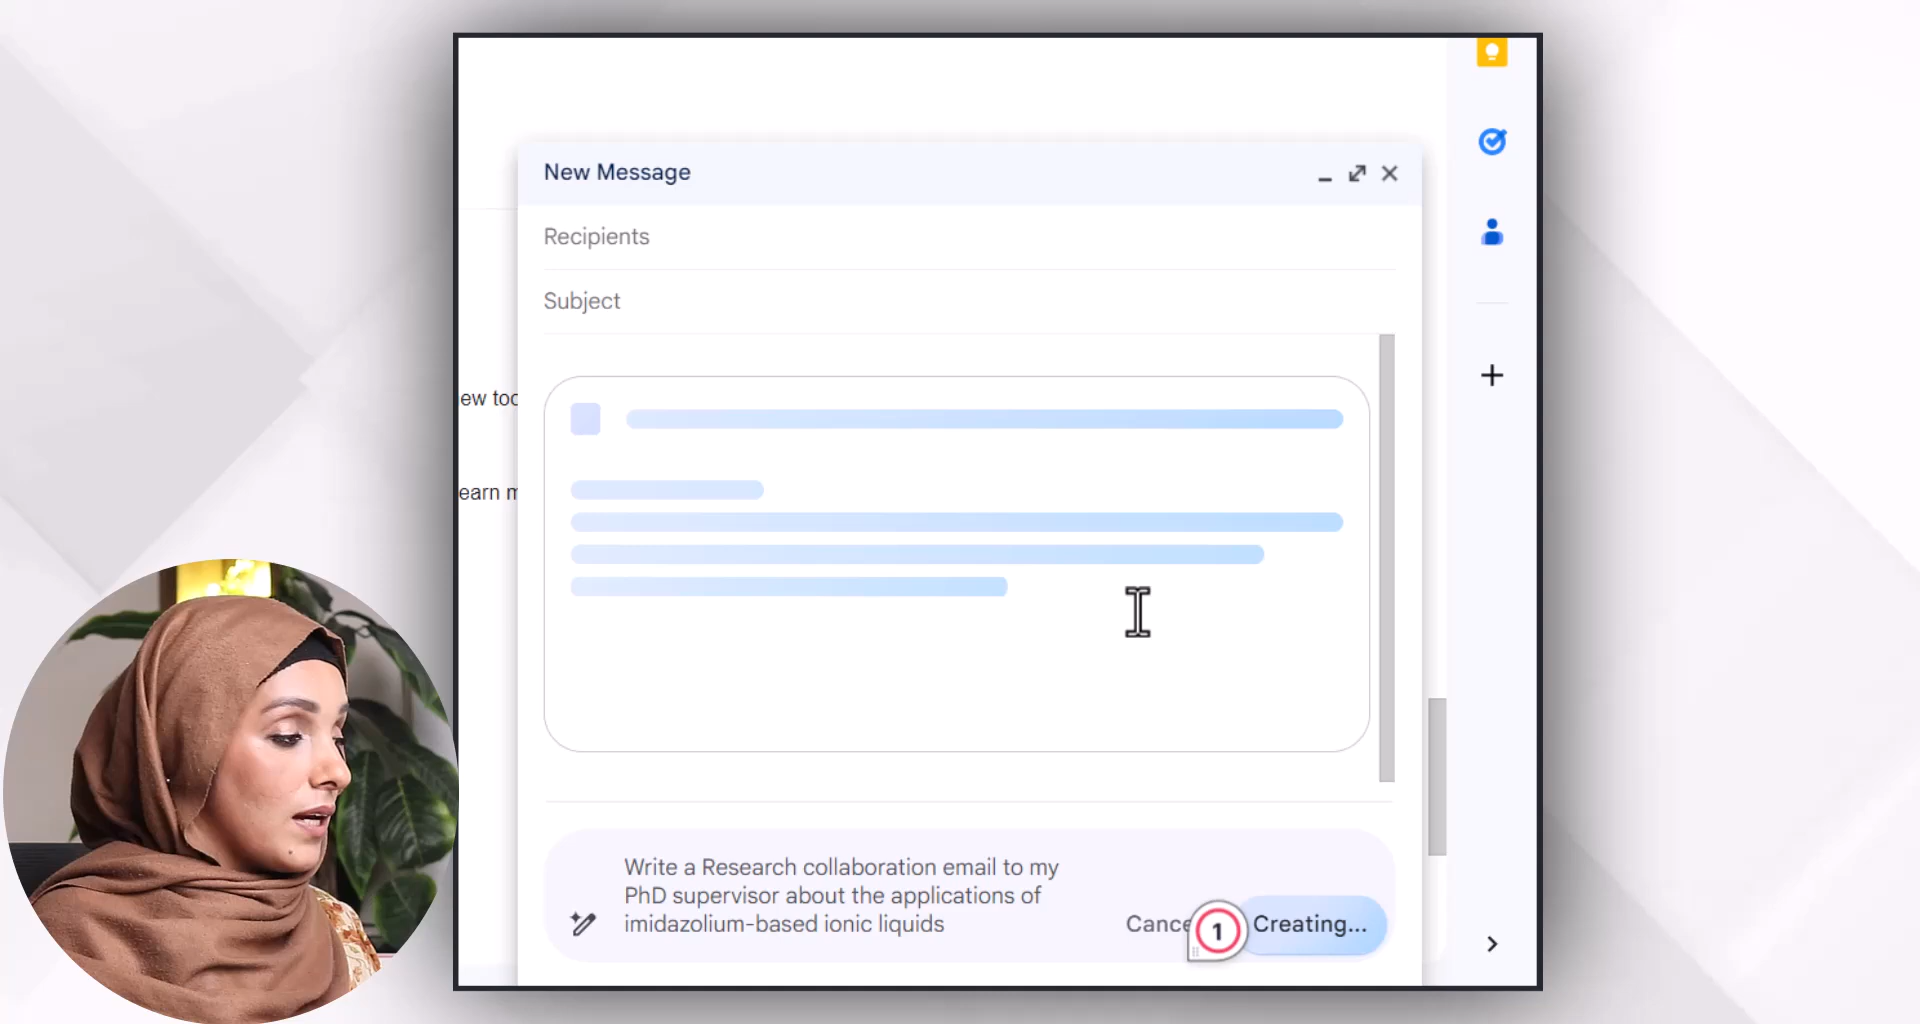 New Message
Recipients
Subject
ew too
earn m
Write a Research collaboration email to my
PhD supervisor about the applications of
imidazolium-based ionic liquids
Cance
1
Creating...